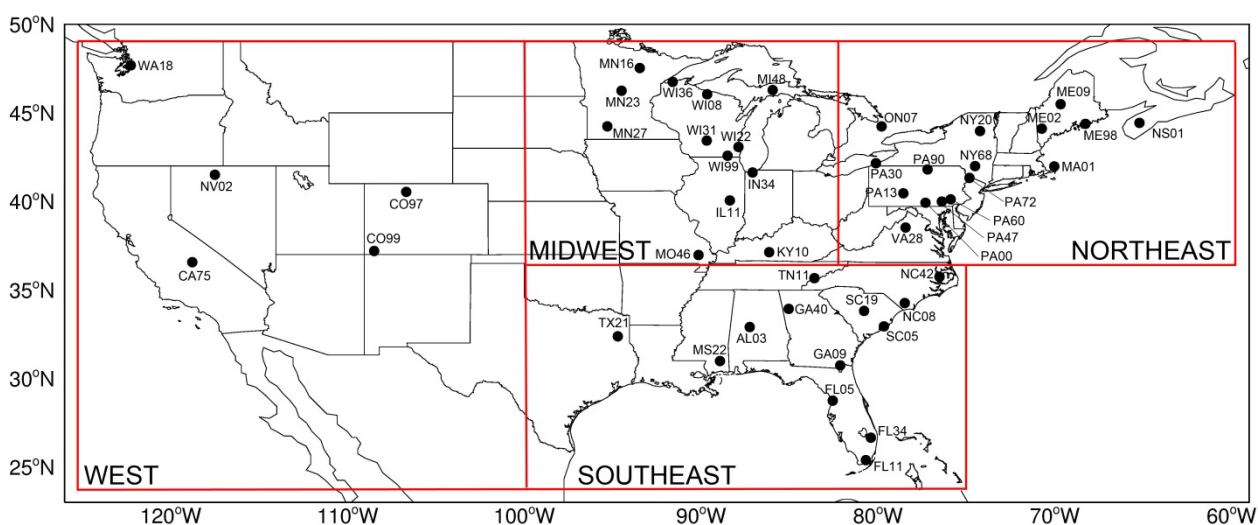 50°N
45°N
40°N
35°N
30°N
25°N
WA18
NV02
CO97
CO99
CA75
WEST
MN16
MN23
MN27
WI36
WI08
MI48
WI31
WI22
WI99
IN34
IL11
MO46
KY10
MIDWEST
ON07
NY20
ME09
ME02
ME98
NS01
PA90
NY68
MA01
PA30
PA13
PA72
PA60
PA47
PA00
VA28
NORTHEAST
TN11
NC42
SC19
NC08
GA40
SC05
TX21
AL03
MS22
GA09
FL05
FL34
FL11
SOUTHEAST
120°W
110°W
100°W
90°W
80°W
70°W
60°W